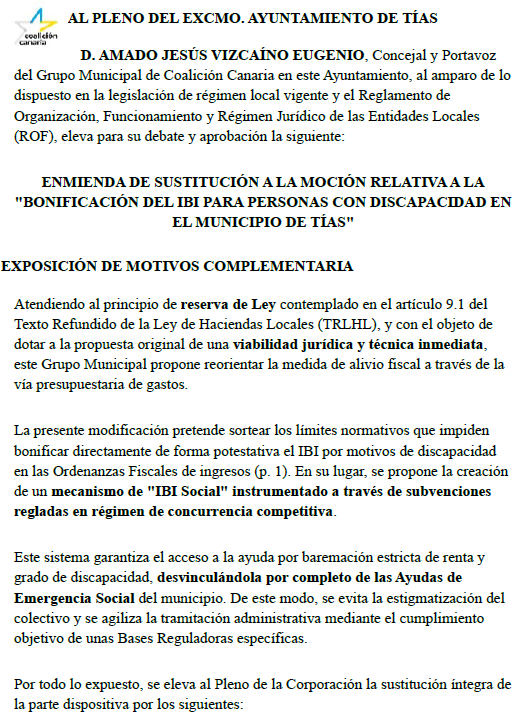 coalición
canaria
AL PLENO DEL EXCMO. AYUNTAMIENTO DE TÍAS
D. AMADO JESÚS VIZCAÍNO EUGENIO, Concejal y Portavoz
del Grupo Municipal de Coalición Canaria en este Ayuntamiento, al amparo de lo
dispuesto en la legislación de régimen local vigente y el Reglamento de
Organización, Funcionamiento y Régimen Jurídico de las Entidades Locales
(ROF), eleva para su debate y aprobación la siguiente:
ENMIENDA DE SUSTITUCIÓN A LA MOCIÓN RELATIVA A LA
"BONIFICACIÓN DEL IBI PARA PERSONAS CON DISCAPACIDAD EN
EL MUNICIPIO DE TÍAS"
EXPOSICIÓN DE MOTIVOS COMPLEMENTARIA
Atendiendo al principio de reserva de Ley contemplado en el artículo 9.1 del
Texto Refundido de la Ley de Haciendas Locales (TRLHL), y con el objeto de
dotar a la propuesta original de una viabilidad jurídica y técnica inmediata,
este Grupo Municipal propone reorientar la medida de alivio fiscal a través de la
vía presupuestaria de gastos.
La presente modificación pretende sortear los límites normativos que impiden
bonificar directamente de forma potestativa el IBI por motivos de discapacidad
en las Ordenanzas Fiscales de ingresos (p. 1). En su lugar, se propone la creación
de un mecanismo de "IBI Social" instrumentado a través de subvenciones
regladas en régimen de concurrencia competitiva.
Este sistema garantiza el acceso a la ayuda por baremación estricta de renta y
grado de discapacidad, desvinculándola por completo de las Ayudas de
Emergencia Social del municipio. De este modo, se evita la estigmatización del
colectivo y se agiliza la tramitación administrativa mediante el cumplimiento
objetivo de unas Bases Reguladoras específicas.
Por todo lo expuesto, se eleva al Pleno de la Corporación la sustitución íntegra de
la parte dispositiva por los siguientes: